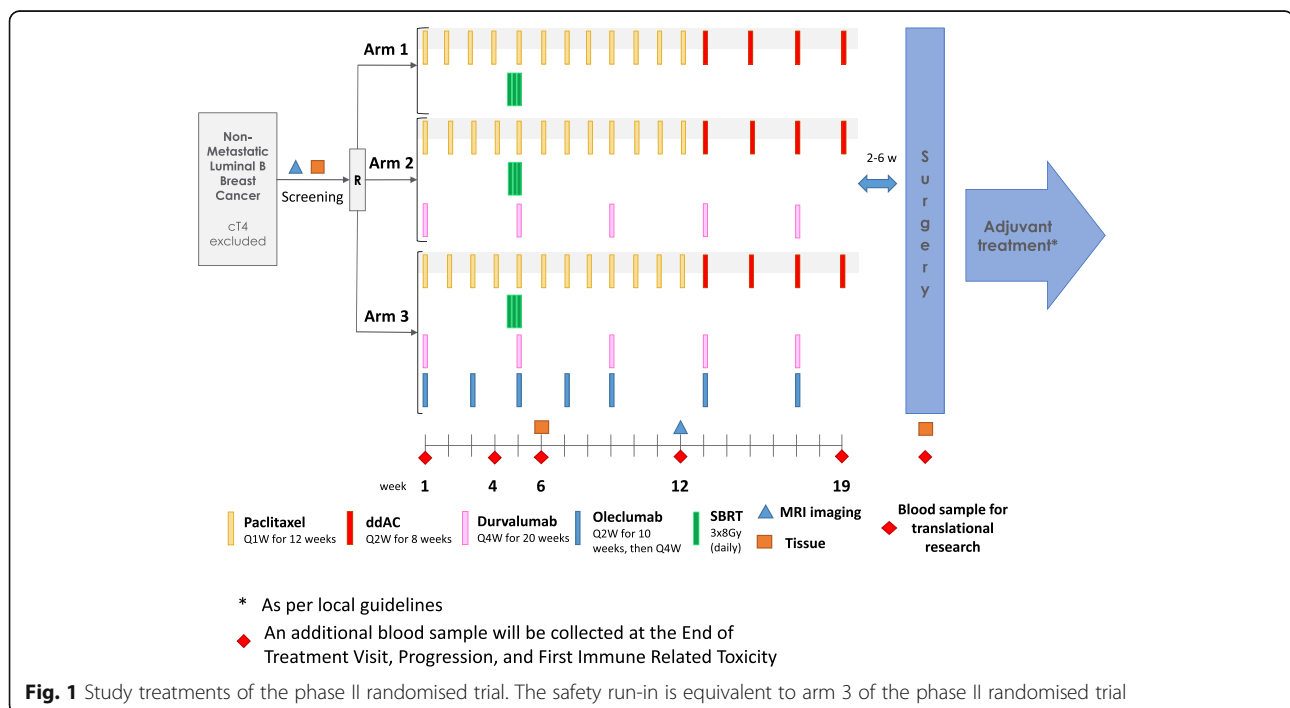 Arm 1
Non-
Metastatic
Luminal B
Breast
Cancer
cT4
excluded
Screening
R
Arm 2
Arm 3
2-6 w
S
u
r
g
e
r
y
Adjuvant
treatment*
week
1
4
6
12
19
Paclitaxel
Q1W for 12 weeks
ddAC
Q2W for 8 weeks
Durvalumab
Q4W for 20 weeks
Oleclumab
Q2W for 10
weeks, then Q4W
SBRT
3x8Gy
(daily)
MRI imaging
Tissue
Blood sample for
translational
research
* As per local guidelines
An additional blood sample will be collected at the End of
Treatment Visit, Progression, and First Immune Related Toxicity
Fig. 1 Study treatments of the phase II randomised trial. The safety run-in is equivalent to arm 3 of the phase II randomised trial